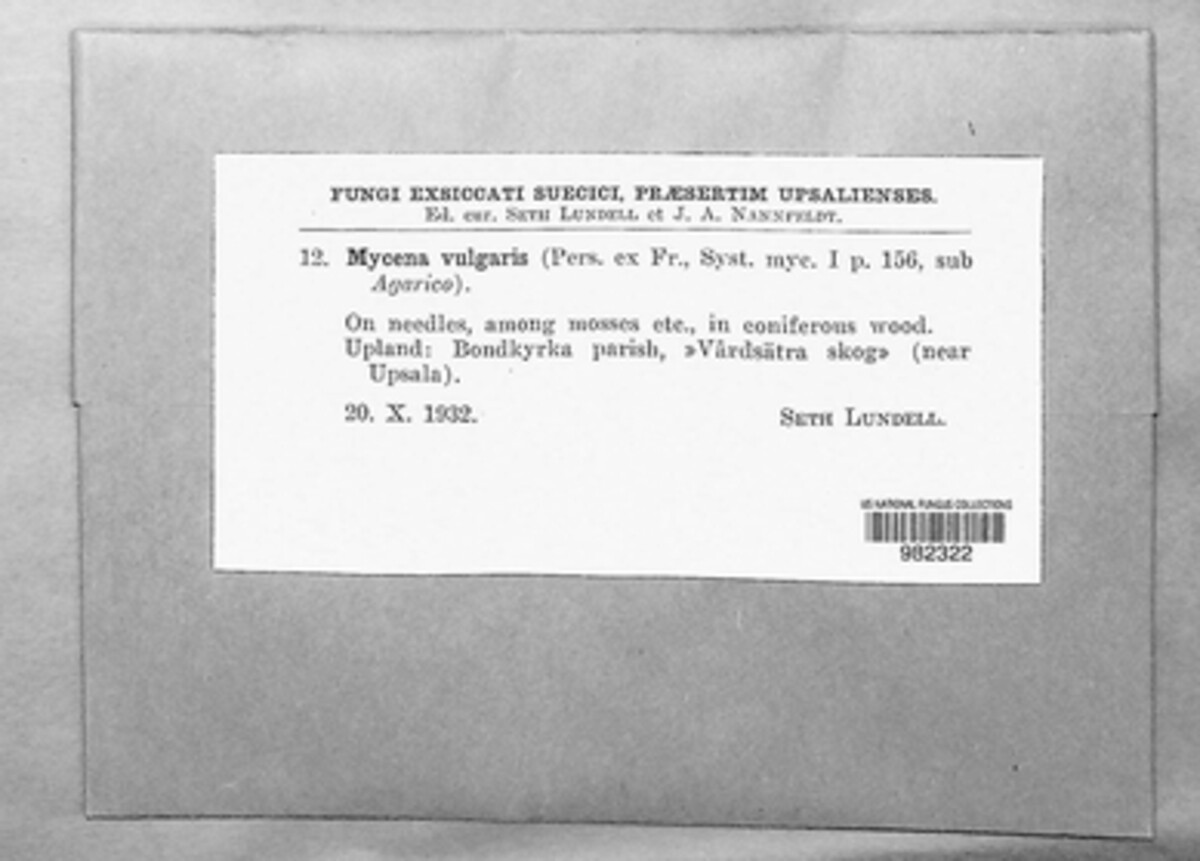 FUNGI EXSICCATI SUECICI, PRÆSERTIM UPSALIENSES.
Ed. cur. SETH LUNDELL et J. A. NANNFELDT.
12. Mycena vulgaris (Pers. ex Fr., Syst. myc. I p. 156, sub
Agarico).
On needles, among mosses etc., in coniferous wood.
Upland: Bondkyrka parish, »Vårdsätra skog» (near
Upsala).
20. X. 1932.
SETH LUNDELL.
US NATIONAL FUNGUS COLLECTIONS
982322